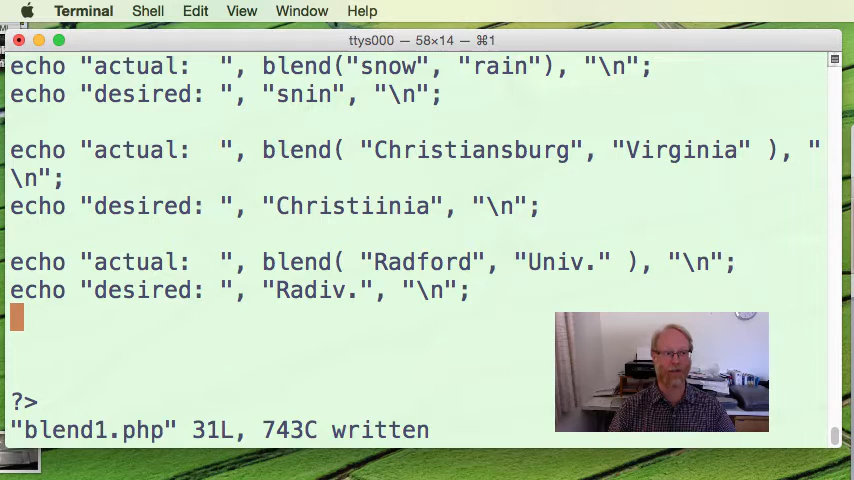 Terminal Shell Edit View Window Help
ttys000 — 58×14 — ⌘1
echo "actual:  ", blend("snow", "rain"), "\n";
echo "desired: ", "snin", "\n";
echo "actual:  ", blend( "Christiansburg", "Virginia" ), "
\n";
echo "desired: ", "Christiinia", "\n";
echo "actual:  ", blend( "Radford", "Univ." ), "\n";
echo "desired: ", "Radiv.", "\n";
?>
"blend1.php" 31L, 743C written